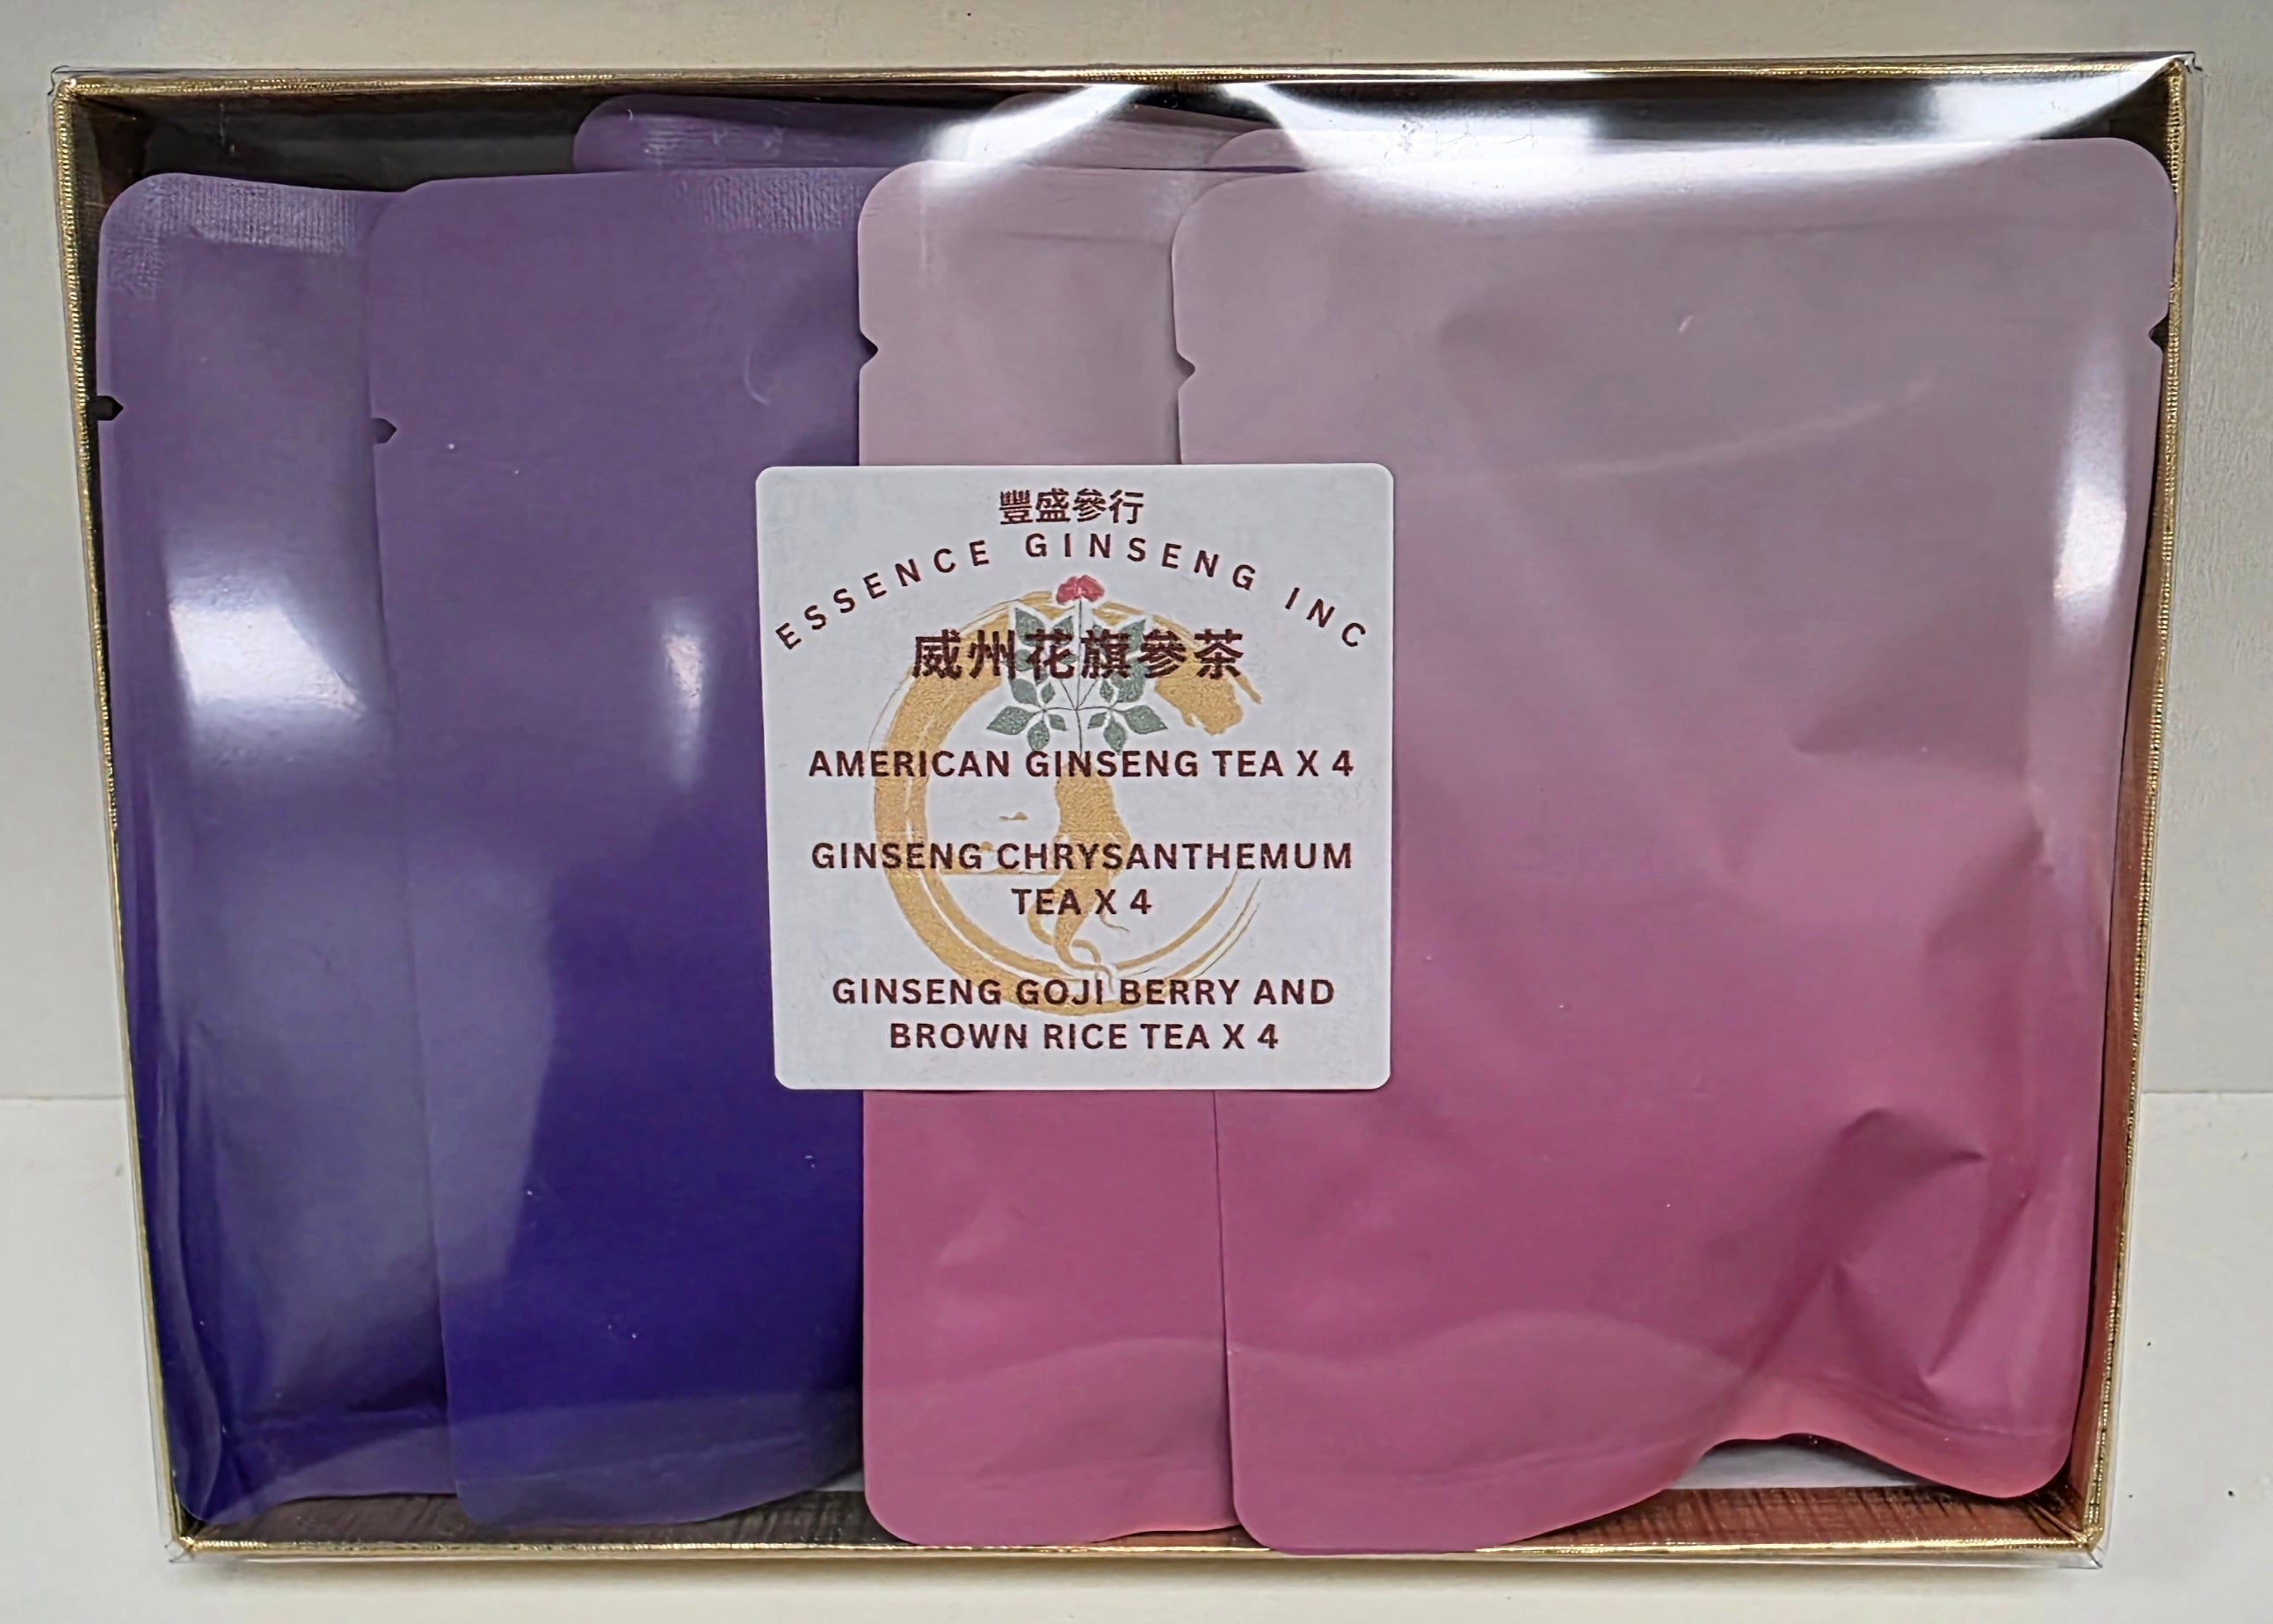 豐盛參行
ESSENCE GINSENG INC
威州花旗參茶
AMERICAN GINSENG TEA X 4
GINSENG CHRYSANTHEMUM
TEA X 4
GINSENG GOJI BERRY AND
BROWN RICE TEA X 4